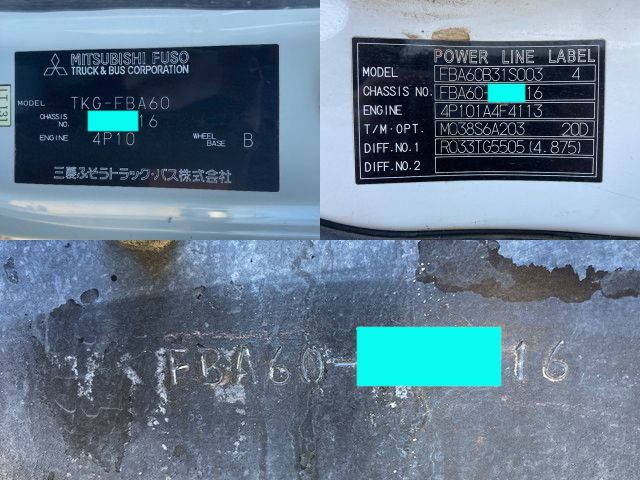 MITSUBISHI FUSO
TRUCK & BUS CORPORATION
MODEL TKG-FBA60
CHASSIS NO. 16
ENGINE 4P10 WHEEL BASE B
三菱ふそうトラック・バス株式会社
POWER LINE LABEL
MODEL FBA60B31S003 4
CHASSIS NO. FBA60- 16
ENGINE 4P101A4F4113
T/M·OPT. M038S6A203 20D
DIFF.NO.1 R033TG5505(4.875)
DIFF.NO.2
FBA60- 16